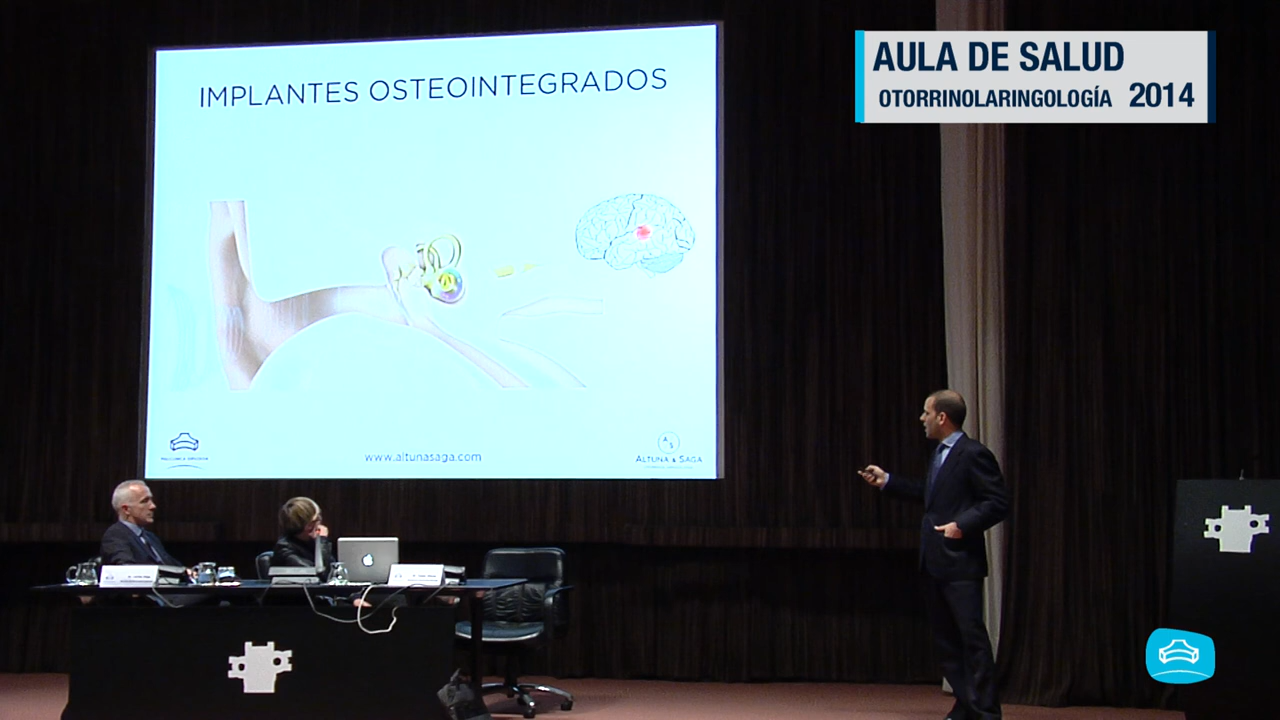 IMPLANTES OSTEOINTEGRADOS
www.altunasaga.com
ALTUNA & SAGA
AULA DE SALUD
OTORRINOLARINGOLOGÍA 2014